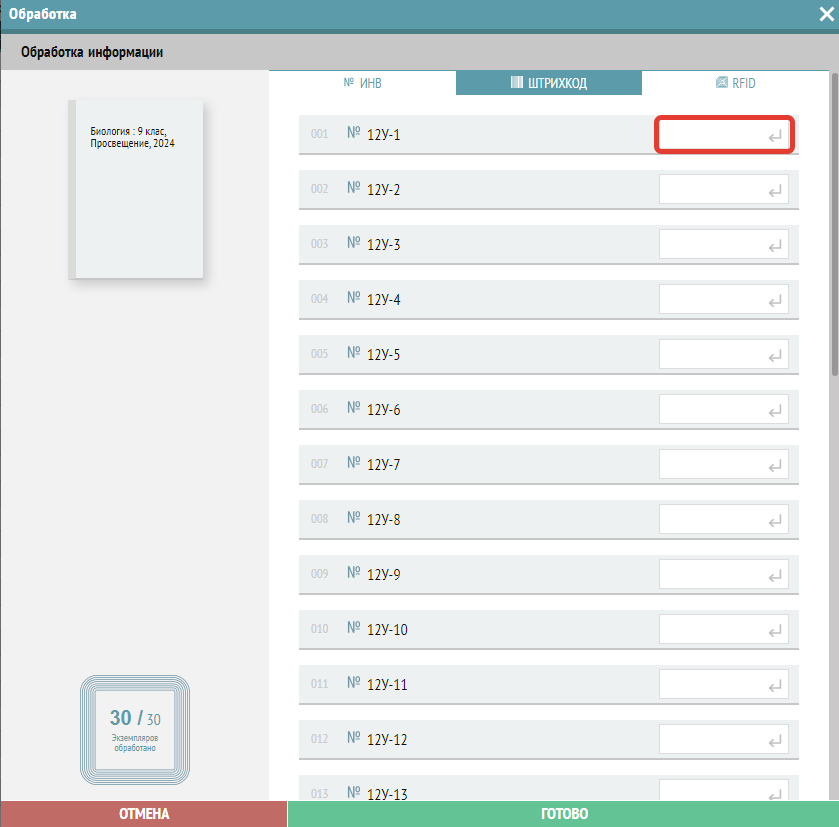 Обработка
Обработка информации
№ ИНВ
ШТРИХКОД
RFID
Биология : 9 клас,
Просвещение, 2024
001 № 12У-1
002 № 12У-2
003 № 12У-3
004 № 12У-4
005 № 12У-5
006 № 12У-6
007 № 12У-7
008 № 12У-8
009 № 12У-9
010 № 12У-10
011 № 12У-11
012 № 12У-12
013 № 12У-13
30 / 30
Экземпляров
обработано
ОТМЕНА
ГОТОВО